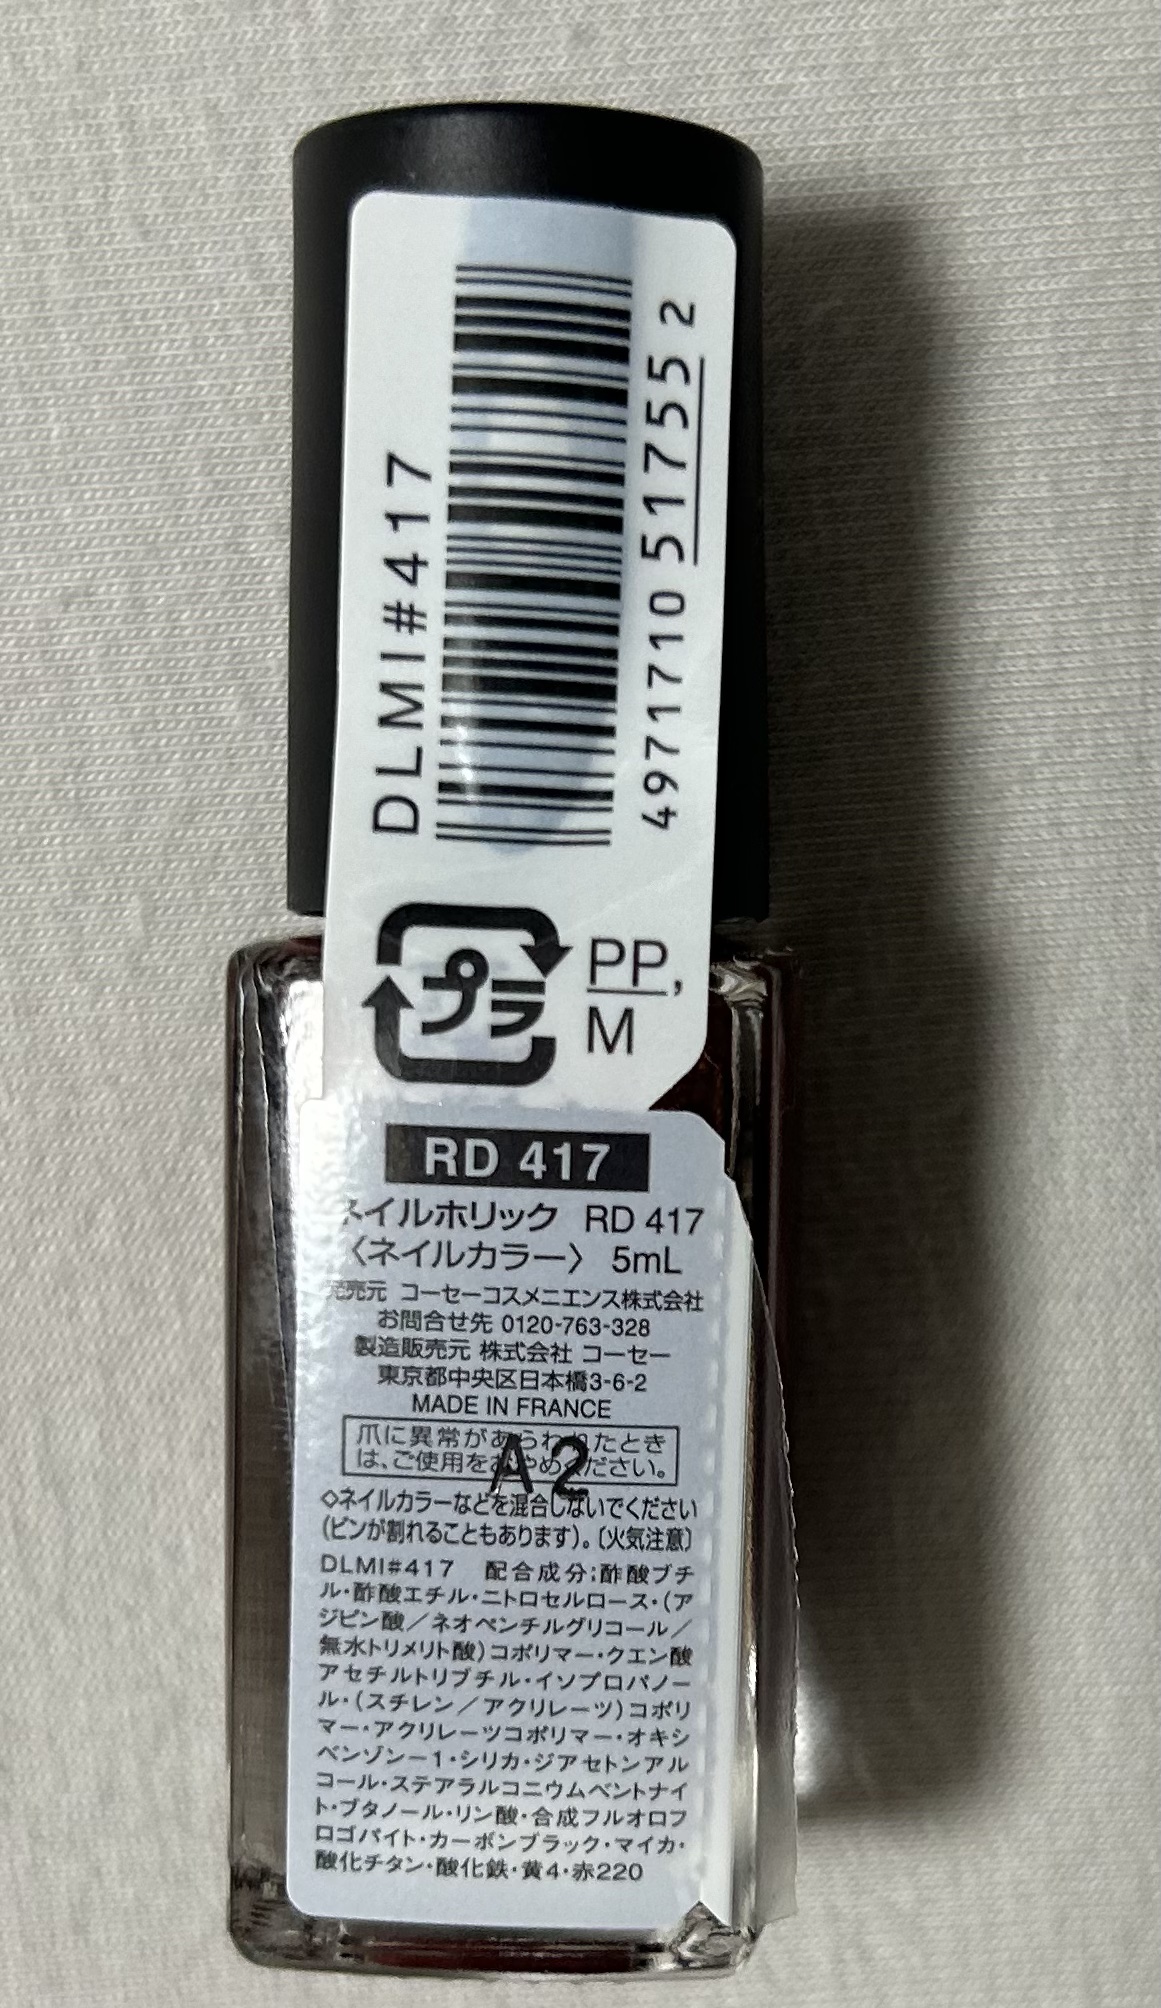 DLMI#417
4971710 517552
プラ
PP,
M
RD 417
ネイルホリック RD 417
〈ネイルカラー〉 5mL
発売元 コーセーコスメニエンス株式会社
お問合せ先 0120-763-328
製造販売元 株式会社 コーセー
東京都中央区日本橋3-6-2
MADE IN FRANCE
爪に異常があらわれたとき
は、ご使用をおやめください。
A2
◇ネイルカラーなどを混合しないでください
(ビンが割れることもあります)。〔火気注意〕
DLMI#417 配合成分:酢酸ブチ
ル・酢酸エチル・ニトロセルロース・(ア
ジピン酸/ネオペンチルグリコール/
無水トリメリト酸)コポリマー・クエン酸
アセチルトリブチル・イソプロパノー
ル・(スチレン/アクリレーツ)コポリ
マー・アクリレーツコポリマー・オキシ
ベンゾン-1・シリカ・ジアセトンアル
コール・ステアラルコニウムベントナイ
ト・ブタノール・リン酸・合成フルオロフ
ロゴパイト・カーボンブラック・マイカ・
酸化チタン・酸化鉄・黄4・赤220